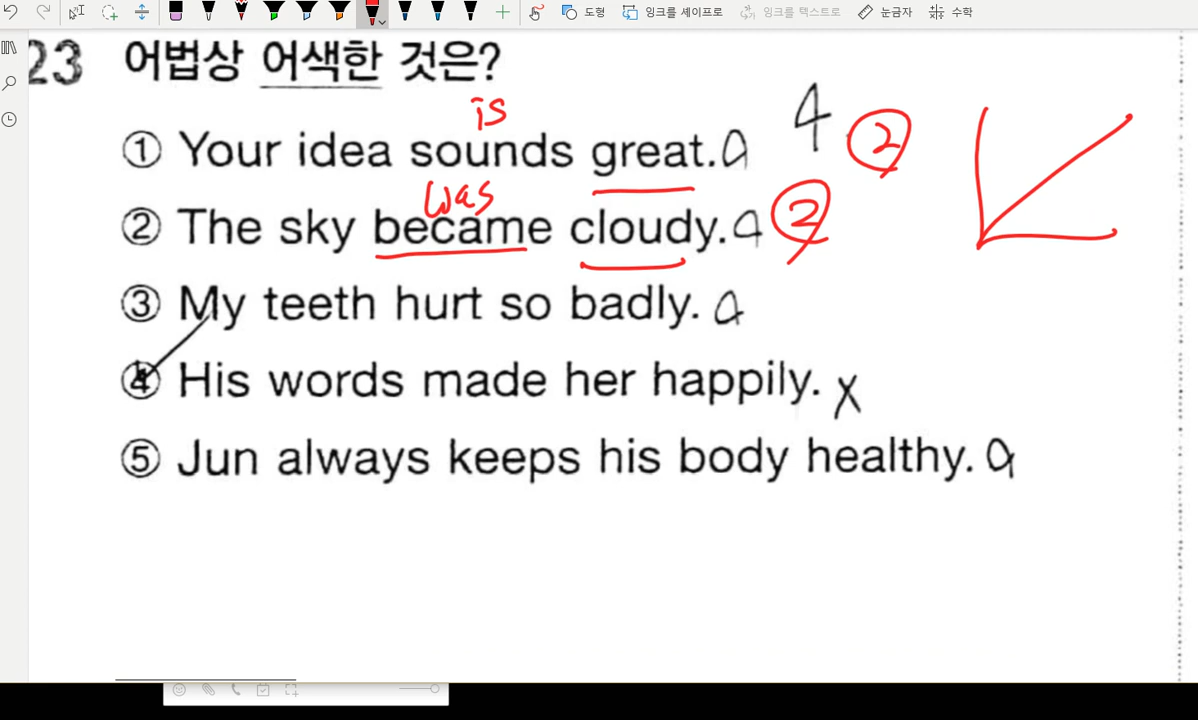 도형 잉크를 셰이프로 잉크를 텍스트로 눈금자 수학
23 어법상 어색한 것은?
is
① Your idea sounds great. 4 ②
was
② The sky became cloudy. ②
③ My teeth hurt so badly.
④ His words made her happily. X
⑤ Jun always keeps his body healthy.